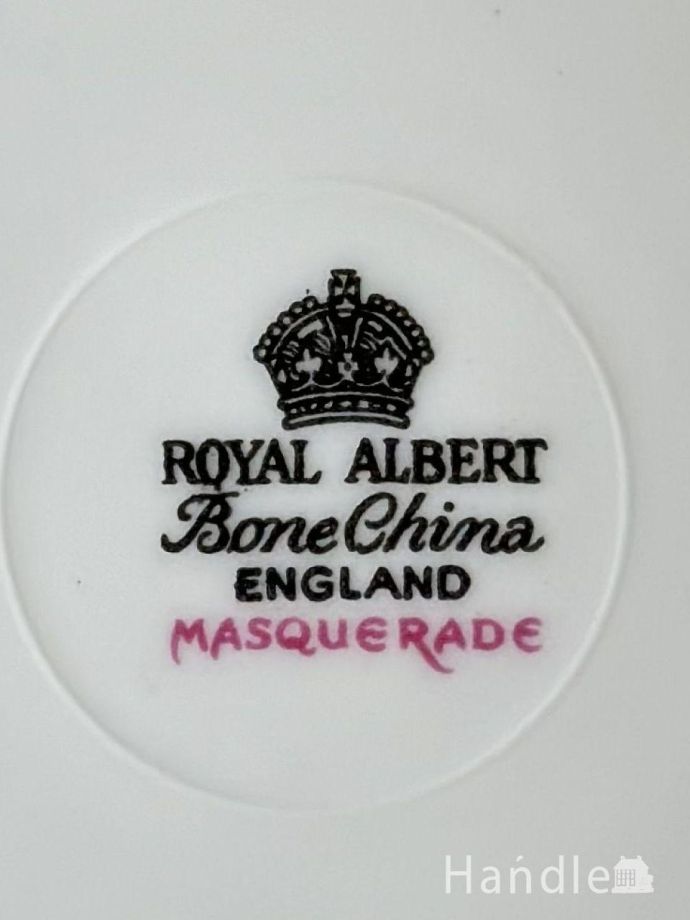 ROYAL ALBERT
Bone China
ENGLAND
MASQUERADE
Handle